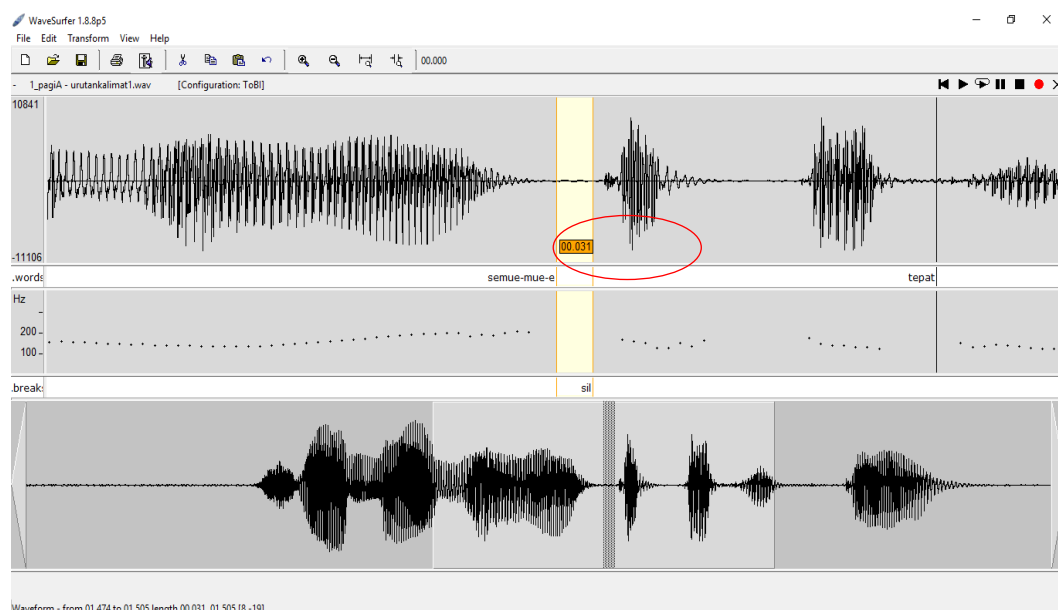 WaveSurfer 1.8.8p5
File Edit Transform View Help
00.000
- 1_pagiA - urutankalimat1.wav [Configuration: ToBI]
10841
00.031
-11106
.words semue-mue-e tepat
Hz
200
100
.break: sil
Waveform - from 01.474 to 01.505 length 00.031 01.505 [8 -19]